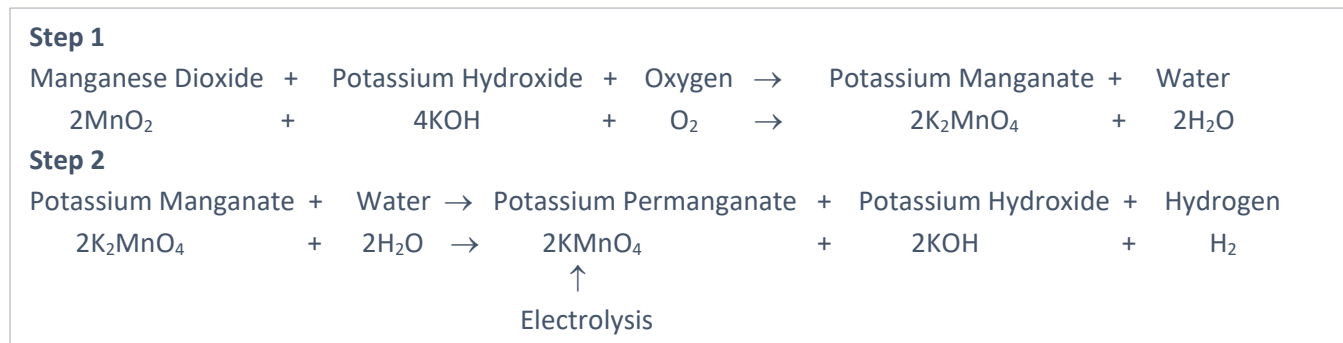 Step 1
Manganese Dioxide + Potassium Hydroxide + Oxygen → Potassium Manganate + Water
2MnO₂ + 4KOH + O₂ → 2K₂MnO₄ + 2H₂O
Step 2
Potassium Manganate + Water → Potassium Permanganate + Potassium Hydroxide + Hydrogen
2K₂MnO₄ + 2H₂O → 2KMnO₄ + 2KOH + H₂
↑
Electrolysis